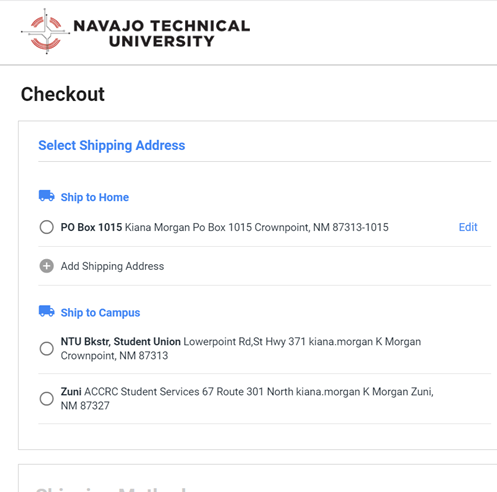 NAVAJO TECHNICAL
UNIVERSITY
Checkout
Select Shipping Address
Ship to Home
PO Box 1015 Kiana Morgan Po Box 1015 Crownpoint, NM 87313-1015
Edit
Add Shipping Address
Ship to Campus
NTU Bkstr, Student Union Lowerpoint Rd,St Hwy 371 kiana.morgan K Morgan
Crownpoint, NM 87313
Zuni ACCRC Student Services 67 Route 301 North kiana.morgan K Morgan Zuni,
NM 87327